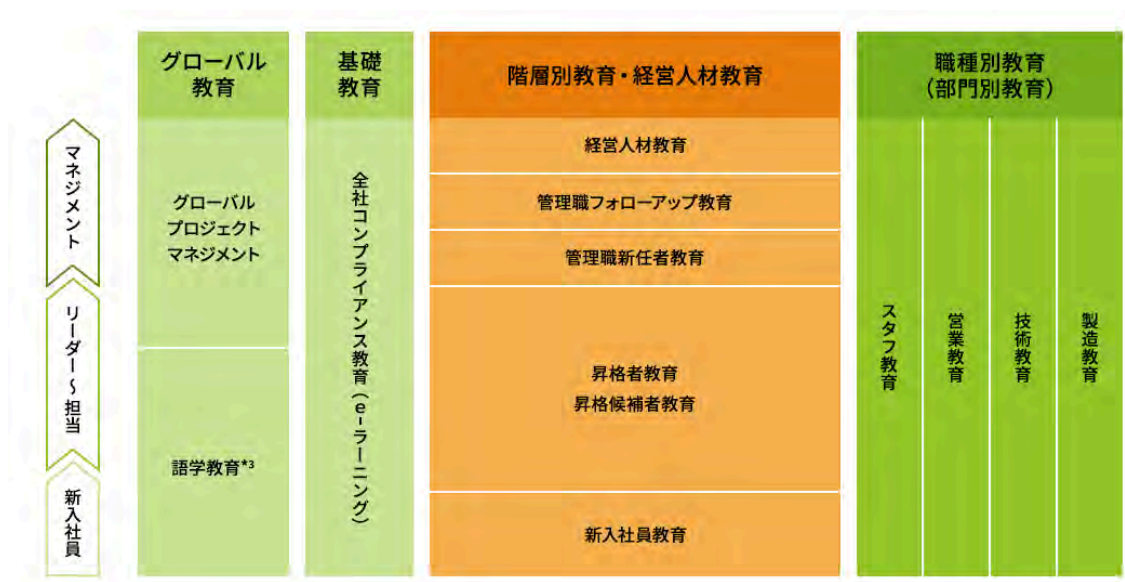 グローバル
教育
基礎
教育
階層別教育・経営人材教育
職種別教育
（部門別教育）
マネジメント
リーダー～担当
新入社員
グローバル
プロジェクト
マネジメント
語学教育*3
全社コンプライアンス教育（e-ラーニング）
経営人材教育
管理職フォローアップ教育
管理職新任者教育
昇格者教育
昇格候補者教育
新入社員教育
スタフ教育
営業教育
技術教育
製造教育